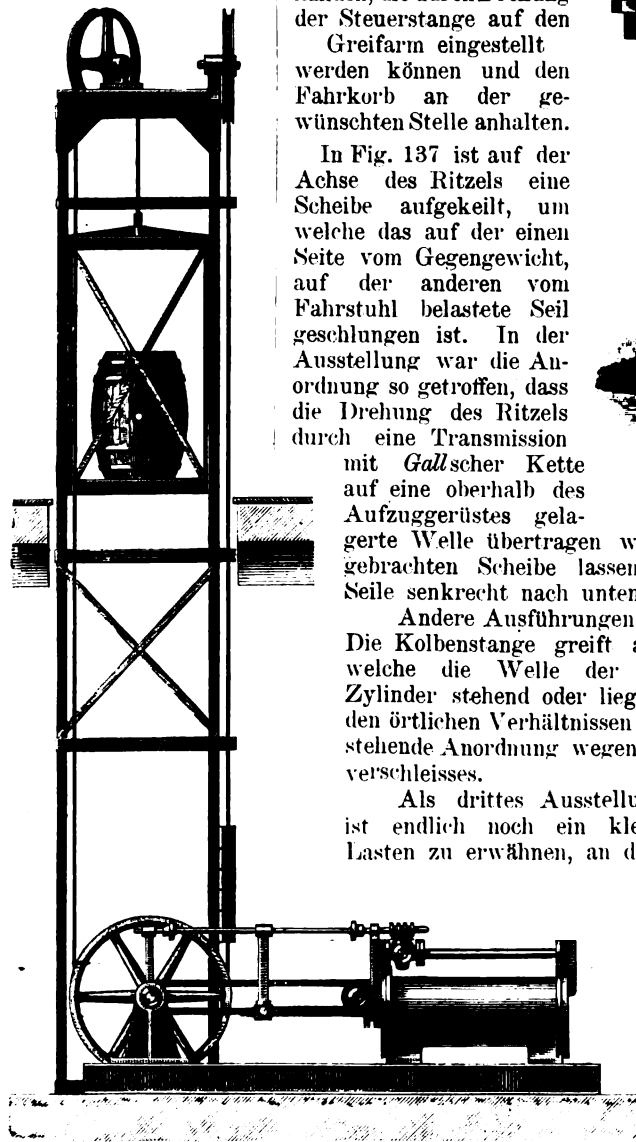 der Steuerstange auf den
Greifarm eingestellt
werden können und den
Fahrkorb an der ge-
wünschten Stelle anhalten.
In Fig. 137 ist auf der
Achse des Ritzels eine
Scheibe aufgekeilt, um
welche das auf der einen
Seite vom Gegengewicht,
auf der anderen vom
Fahrstuhl belastete Seil
geschlungen ist. In der
Ausstellung war die An-
ordnung so getroffen, dass
die Drehung des Ritzels
durch eine Transmission
mit Gallscher Kette
auf eine oberhalb des
Aufzuggerüstes gela-
gerte Welle übertragen w
gebrachten Scheibe lassen
Seile senkrecht nach unten
Andere Ausführungen
Die Kolbenstange greift a
welche die Welle der
Zylinder stehend oder lieg
den örtlichen Verhältnissen
stehende Anordnung wegen
verschleisses.
Als drittes Ausstellu
ist endlich noch ein kle
Lasten zu erwähnen, an d